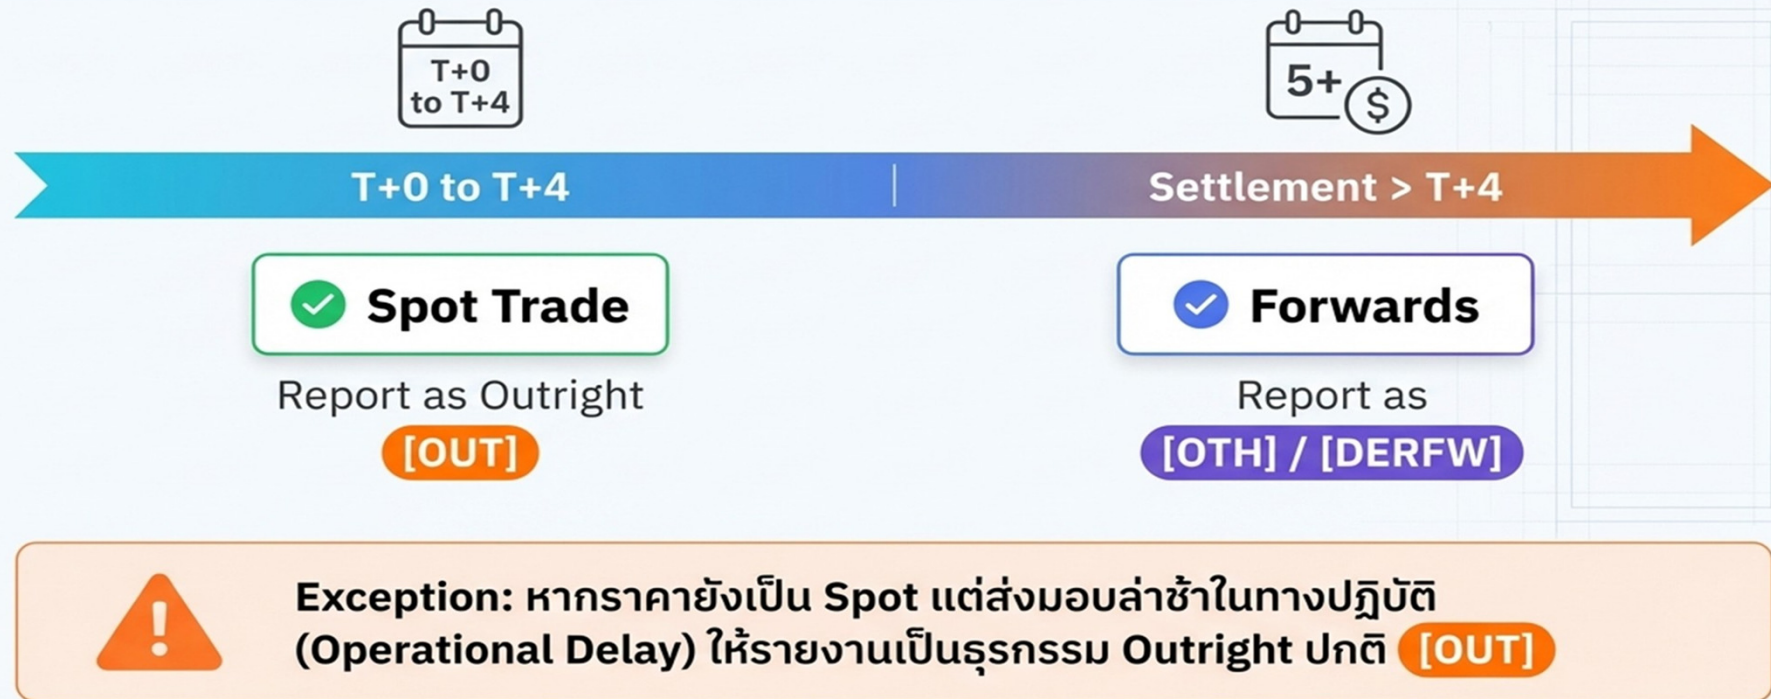 T+0
to T+4
5+
$
T+0 to T+4
Settlement > T+4
Spot Trade
Forwards
Report as Outright
[OUT]
Report as
[OTH] / [DERFW]
Exception: หากราคายังเป็น Spot แต่ส่งมอบล่าช้าในทางปฏิบัติ
(Operational Delay) ให้รายงานเป็นธุรกรรม Outright ปกติ [OUT]